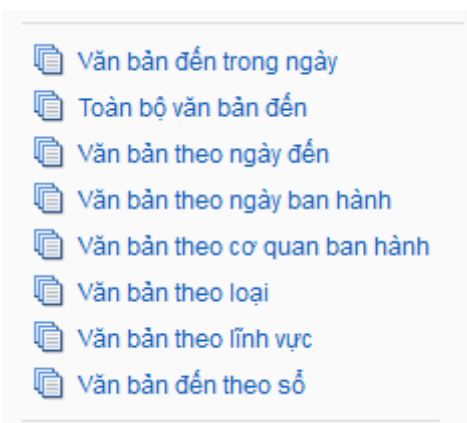 Văn bản đến trong ngày
Toàn bộ văn bản đến
Văn bản theo ngày đến
Văn bản theo ngày ban hành
Văn bản theo cơ quan ban hành
Văn bản theo loại
Văn bản theo lĩnh vực
Văn bản đến theo sổ